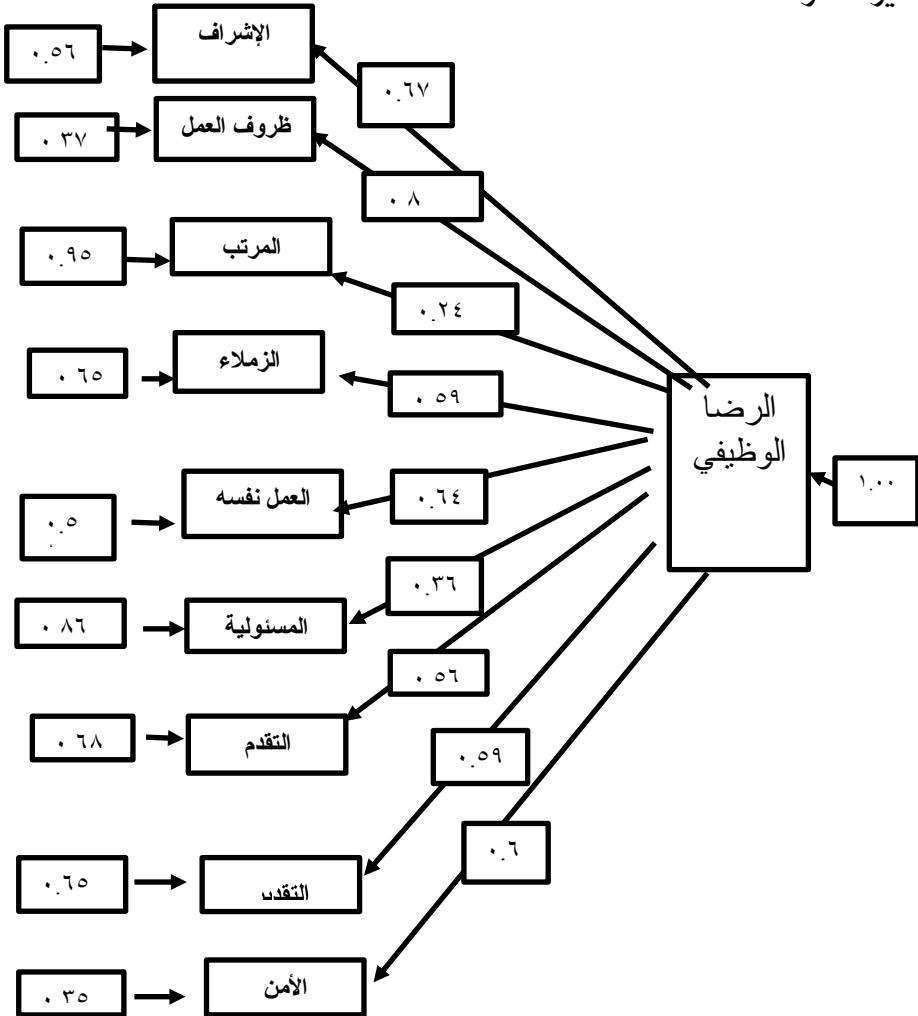 الإشراف
٠.٥٦
٠.٦٧
ظروف العمل
٠.٣٧
٠.٨
المرتب
٠.٩٥
٠.٢٤
الزملاء
٠.٦٥
٠.٥٩
الرضا
الوظيفي
١.٠٠
العمل نفسه
٠.٥
٠.٦٤
المسئولية
٠.٨٦
٠.٣٦
التقدم
٠.٦٨
٠.٥٦
٠.٦٥
٠.٥٩
الأمن
٠.٣٥
٠.٦